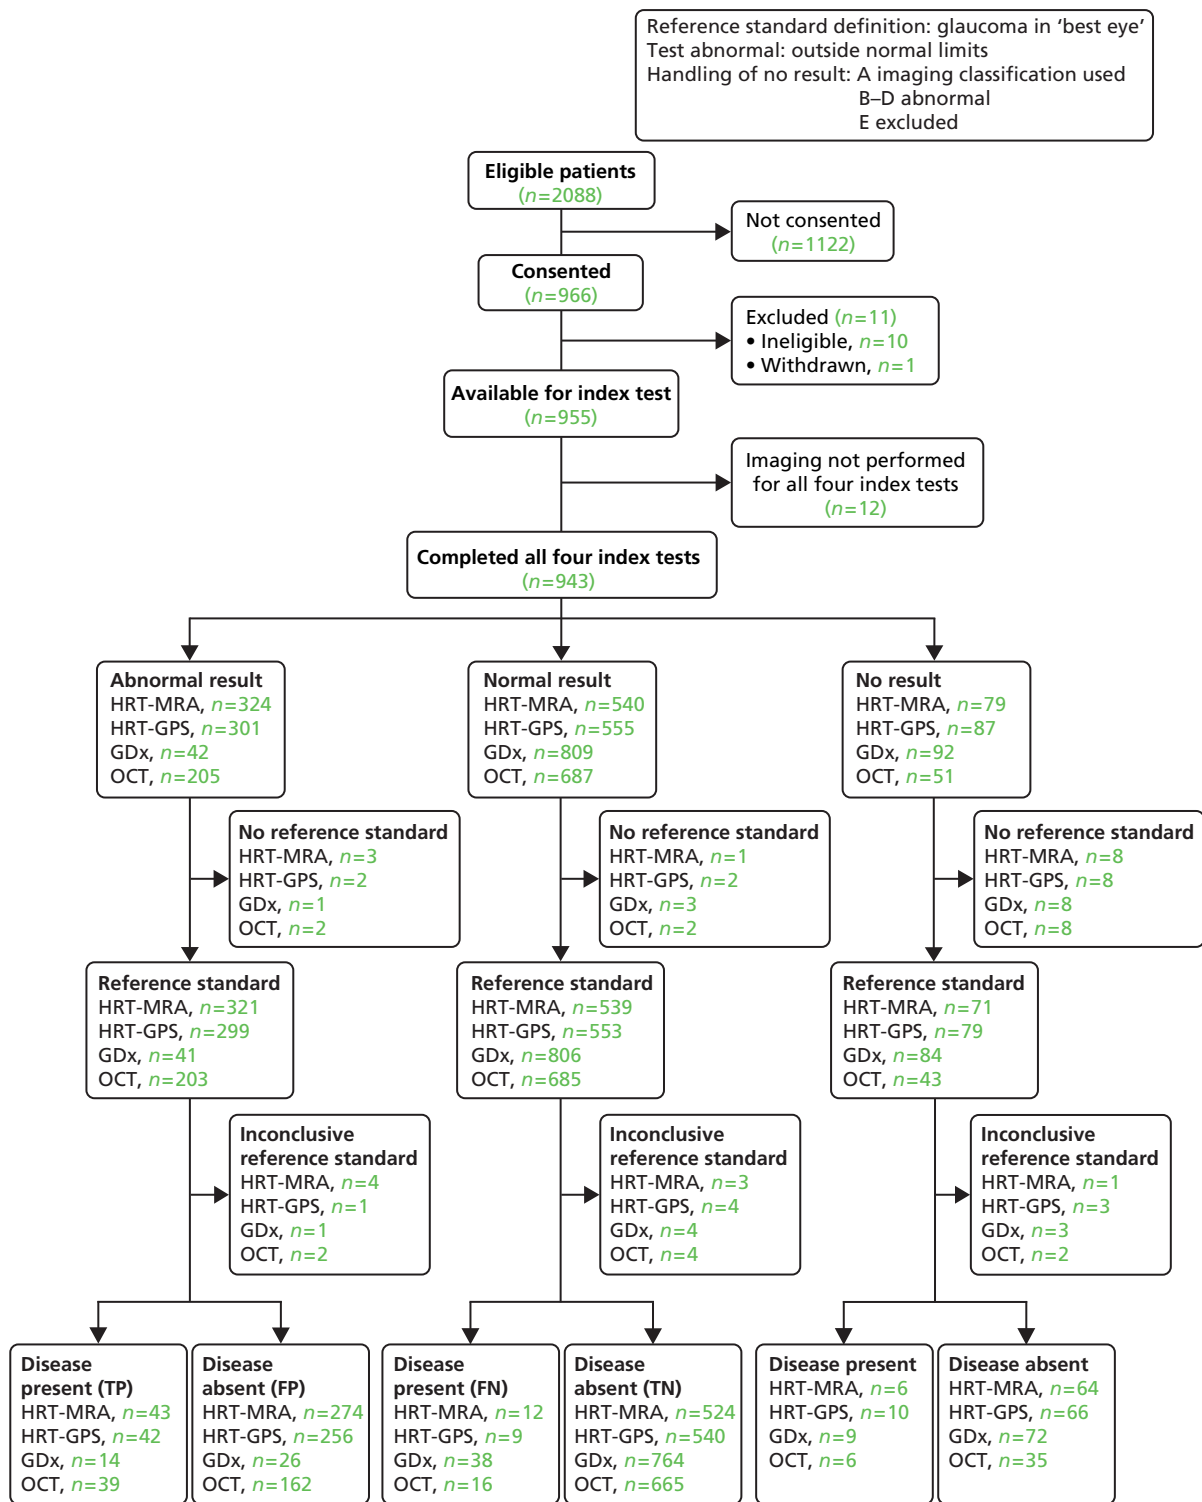 Reference standard definition: glaucoma in ‘best eye’
Test abnormal: outside normal limits
Handling of no result: A imaging classification used
B–D abnormal
E excluded
Eligible patients
(n=2088)
Not consented
(n=1122)
Consented
(n=966)
Excluded (n=11)
• Ineligible, n=10
• Withdrawn, n=1
Available for index test
(n=955)
Imaging not performed
for all four index tests
(n=12)
Completed all four index tests
(n=943)
Abnormal result
HRT-MRA, n=324
HRT-GPS, n=301
GDx, n=42
OCT, n=205
Normal result
HRT-MRA, n=540
HRT-GPS, n=555
GDx, n=809
OCT, n=687
No result
HRT-MRA, n=79
HRT-GPS, n=87
GDx, n=92
OCT, n=51
No reference standard
HRT-MRA, n=3
HRT-GPS, n=2
GDx, n=1
OCT, n=2
No reference standard
HRT-MRA, n=1
HRT-GPS, n=2
GDx, n=3
OCT, n=2
No reference standard
HRT-MRA, n=8
HRT-GPS, n=8
GDx, n=8
OCT, n=8
Reference standard
HRT-MRA, n=321
HRT-GPS, n=299
GDx, n=41
OCT, n=203
Reference standard
HRT-MRA, n=539
HRT-GPS, n=553
GDx, n=806
OCT, n=685
Reference standard
HRT-MRA, n=71
HRT-GPS, n=79
GDx, n=84
OCT, n=43
Inconclusive
reference standard
HRT-MRA, n=4
HRT-GPS, n=1
GDx, n=1
OCT, n=2
Inconclusive
reference standard
HRT-MRA, n=3
HRT-GPS, n=4
GDx, n=4
OCT, n=4
Inconclusive
reference standard
HRT-MRA, n=1
HRT-GPS, n=3
GDx, n=3
OCT, n=2
Disease
present (TP)
HRT-MRA, n=43
HRT-GPS, n=42
GDx, n=14
OCT, n=39
Disease
absent (FP)
HRT-MRA, n=274
HRT-GPS, n=256
GDx, n=26
OCT, n=162
Disease
present (FN)
HRT-MRA, n=12
HRT-GPS, n=9
GDx, n=38
OCT, n=16
Disease
absent (TN)
HRT-MRA, n=524
HRT-GPS, n=540
GDx, n=764
OCT, n=665
Disease present
HRT-MRA, n=6
HRT-GPS, n=10
GDx, n=9
OCT, n=6
Disease absent
HRT-MRA, n=64
HRT-GPS, n=66
GDx, n=72
OCT, n=35